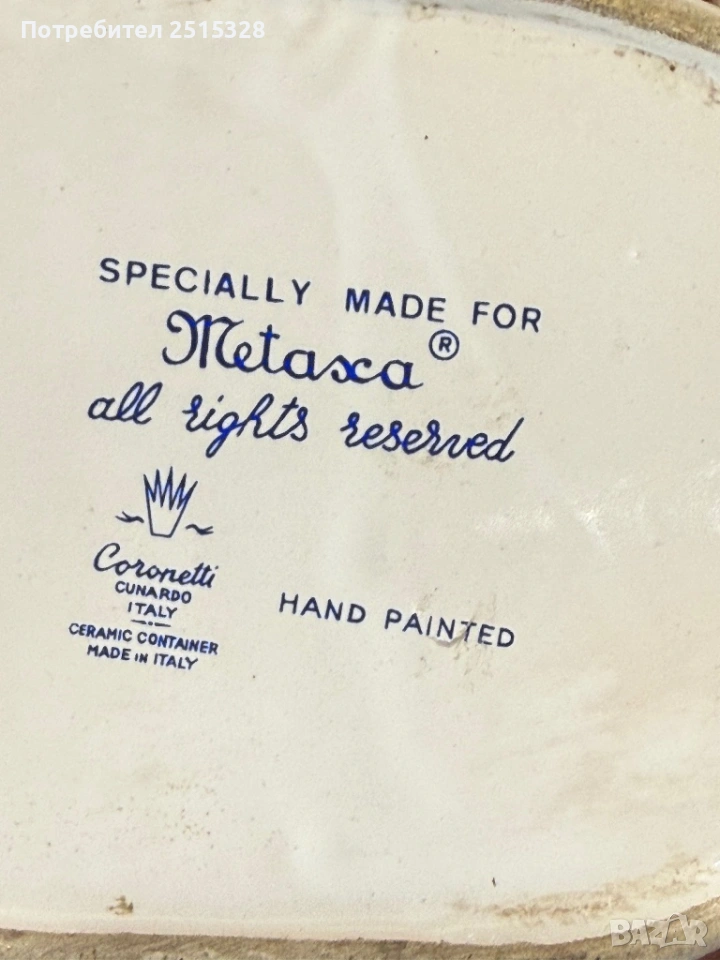 Потребител 2515328
SPECIALLY MADE FOR
Metaxa®
all rights reserved
Coronetti
CUNARDO
ITALY
CERAMIC CONTAINER
MADE IN ITALY
HAND PAINTED
BAZAR